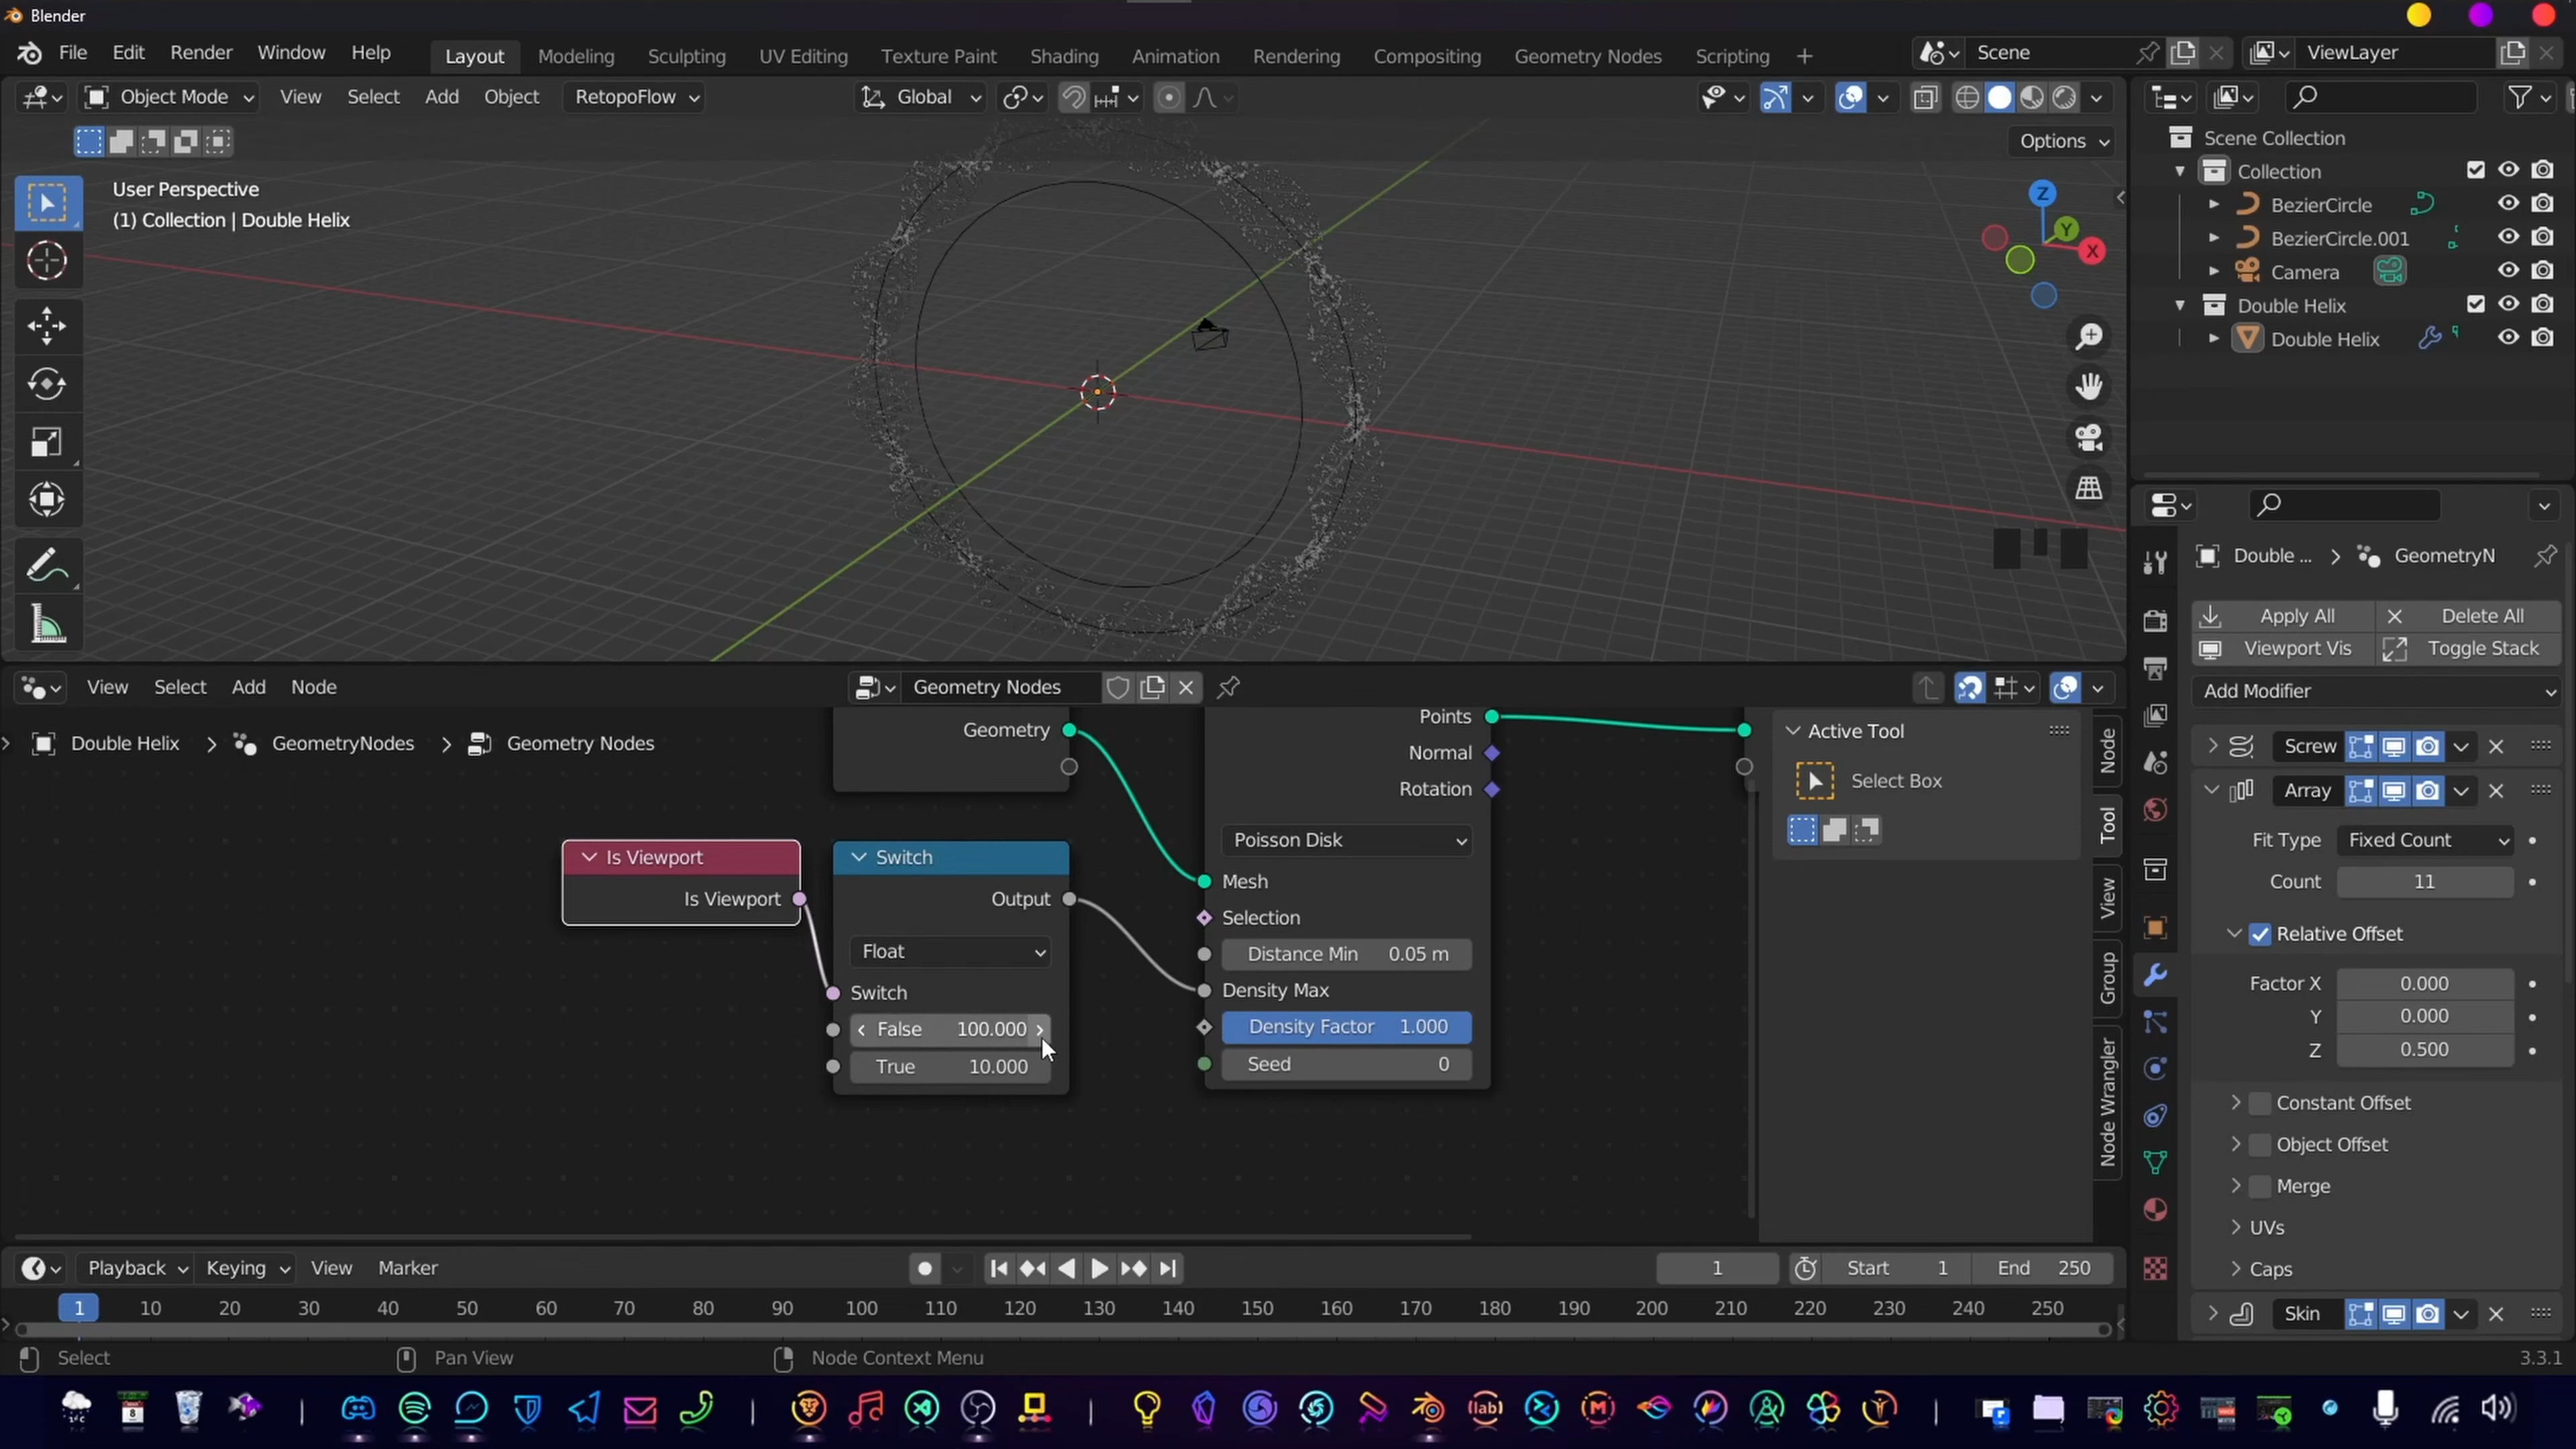 Blender
File Edit Render Window Help Layout Modeling Sculpting UV Editing Texture Paint Shading Animation Rendering Compositing Geometry Nodes Scripting + Scene ViewLayer
Object Mode View Select Add Object RetopoFlow Global
Options
User Perspective
(1) Collection | Double Helix
Z
Y
X
Scene Collection
Collection
BezierCircle
BezierCircle.001
Camera
Double Helix
Double Helix
Double ... > GeometryN
Apply All Delete All
Viewport Vis Toggle Stack
Add Modifier
Screw
Array
Fit Type Fixed Count
Count 11
Relative Offset
Factor X 0.000
Y 0.000
Z 0.500
Constant Offset
Object Offset
Merge
UVs
Caps
Skin
View Select Add Node Geometry Nodes
Double Helix > GeometryNodes > Geometry Nodes
Geometry
Is Viewport
Is Viewport
Switch
Output
Float
Switch
False 100.000
True 10.000
Points
Normal
Rotation
Poisson Disk
Mesh
Selection
Distance Min 0.05 m
Density Max
Density Factor 1.000
Seed 0
Active Tool
Select Box
Node
Tool
View
Group
Node Wrangler
Playback Keying View Marker 1 Start 1 End 250
1 10 20 30 40 50 60 70 80 90 100 110 120 130 140 150 160 170 180 190 200 210 220 230 240 250
Select Pan View Node Context Menu 3.3.1
8
lab